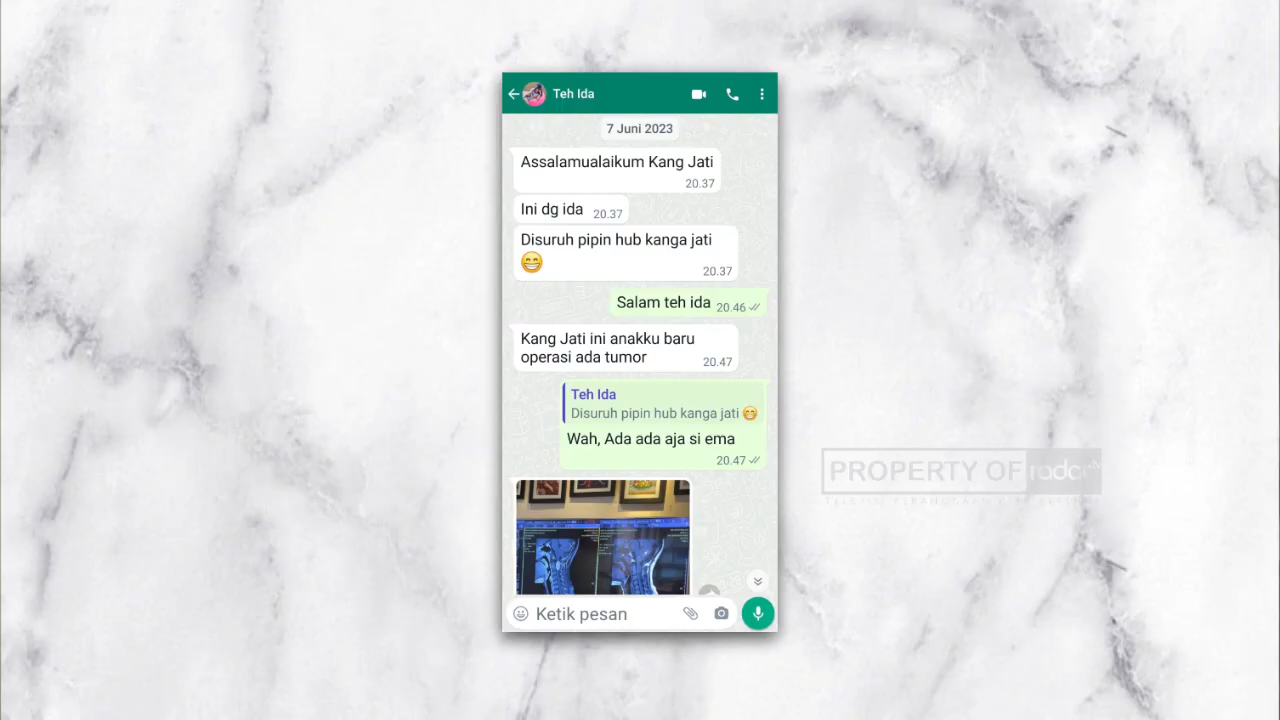 Teh Ida
7 Juni 2023
Assalamualaikum Kang Jati
20.37
Ini dg ida 20.37
Disuruh pipin hub kanga jati
😁
20.37
Salam teh ida 20.46
Kang Jati ini anakku baru
operasi ada tumor 20.47
Teh Ida
Disuruh pipin hub kanga jati 😁
Wah, Ada ada aja si ema
20.47
Ketik pesan
PROPERTY OF radar